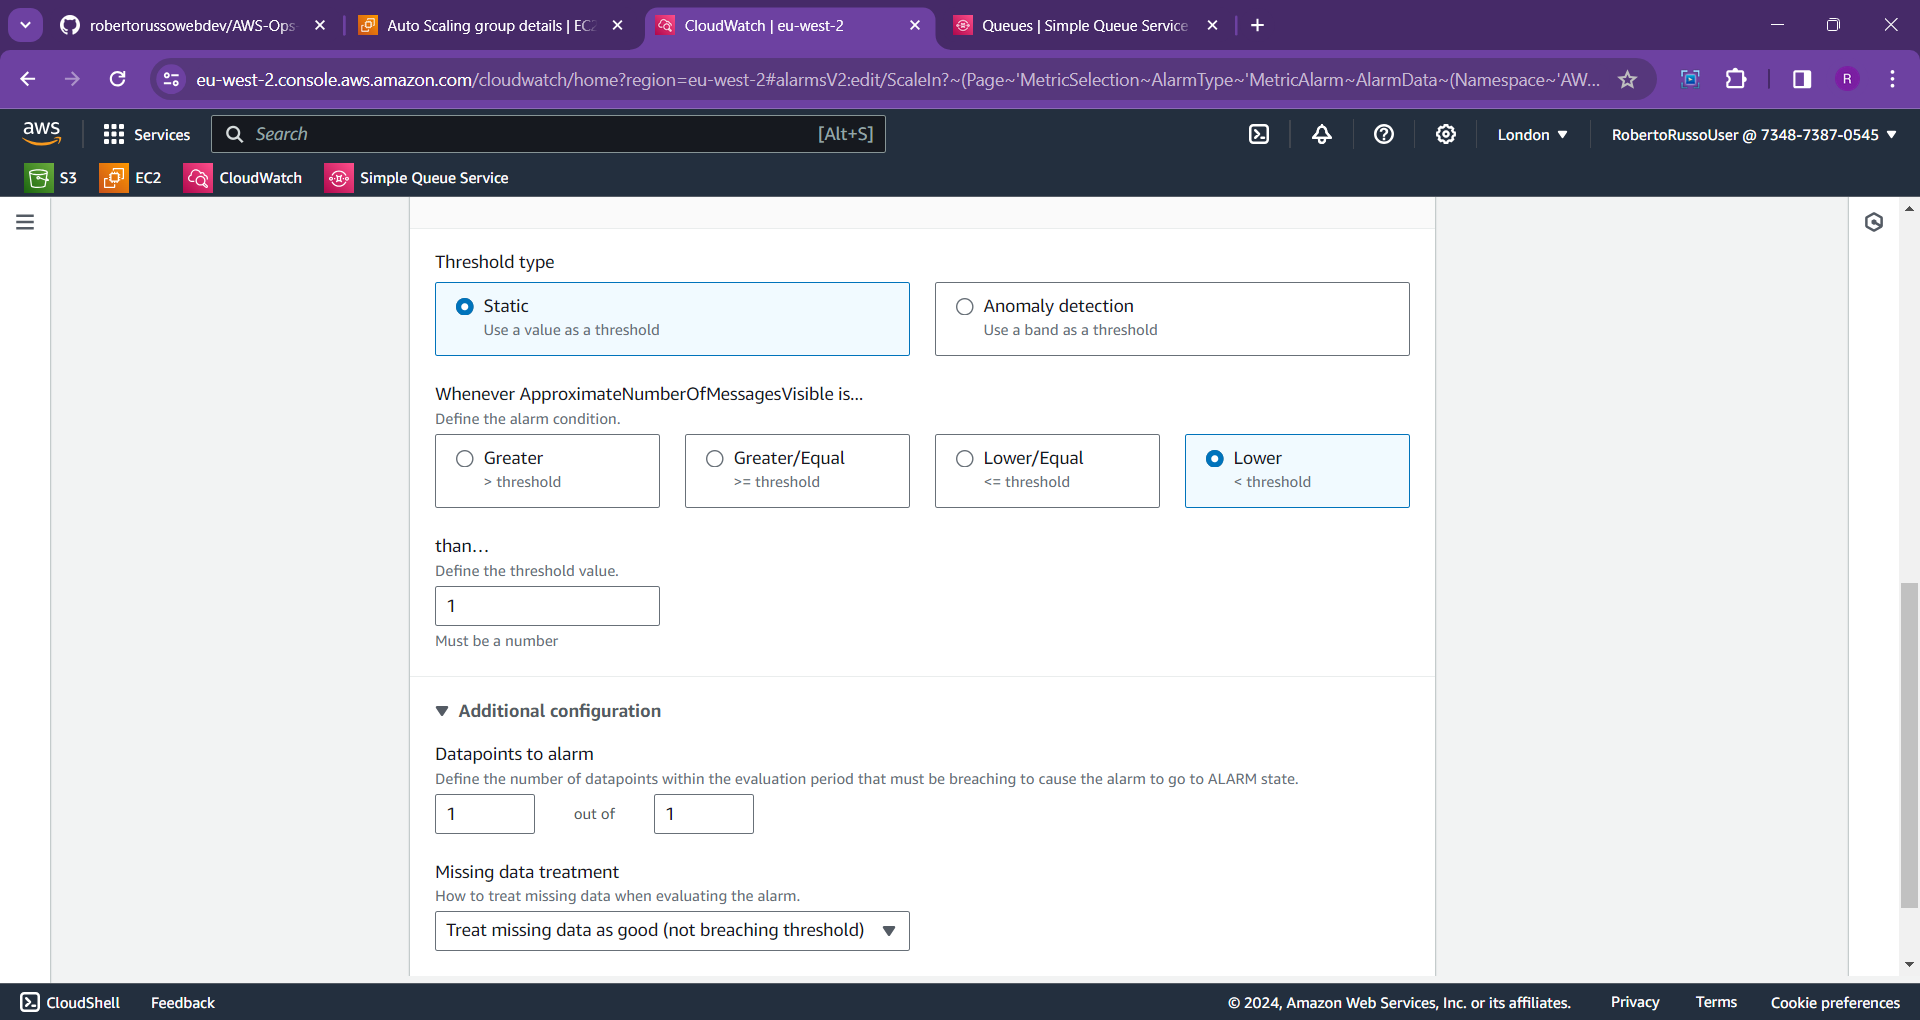 robertorussowebdev/AWS-Ops-
Auto Scaling group details | EC2
CloudWatch | eu-west-2
Queues | Simple Queue Service
eu-west-2.console.aws.amazon.com/cloudwatch/home?region=eu-west-2#alarmsV2:edit/ScaleIn?~(Page~'MetricSelection~AlarmType~'MetricAlarm~AlarmData~(Namespace~'AW...
R
aws
Services
Search
[Alt+S]
London
RobertoRussoUser @ 7348-7387-0545
S3
EC2
CloudWatch
Simple Queue Service
Threshold type
Static
Use a value as a threshold
Anomaly detection
Use a band as a threshold
Whenever ApproximateNumberOfMessagesVisible is...
Define the alarm condition.
Greater
> threshold
Greater/Equal
>= threshold
Lower/Equal
<= threshold
Lower
< threshold
than...
Define the threshold value.
1
Must be a number
Additional configuration
Datapoints to alarm
Define the number of datapoints within the evaluation period that must be breaching to cause the alarm to go to ALARM state.
1 out of 1
Missing data treatment
How to treat missing data when evaluating the alarm.
Treat missing data as good (not breaching threshold)
CloudShell
Feedback
© 2024, Amazon Web Services, Inc. or its affiliates.
Privacy
Terms
Cookie preferences